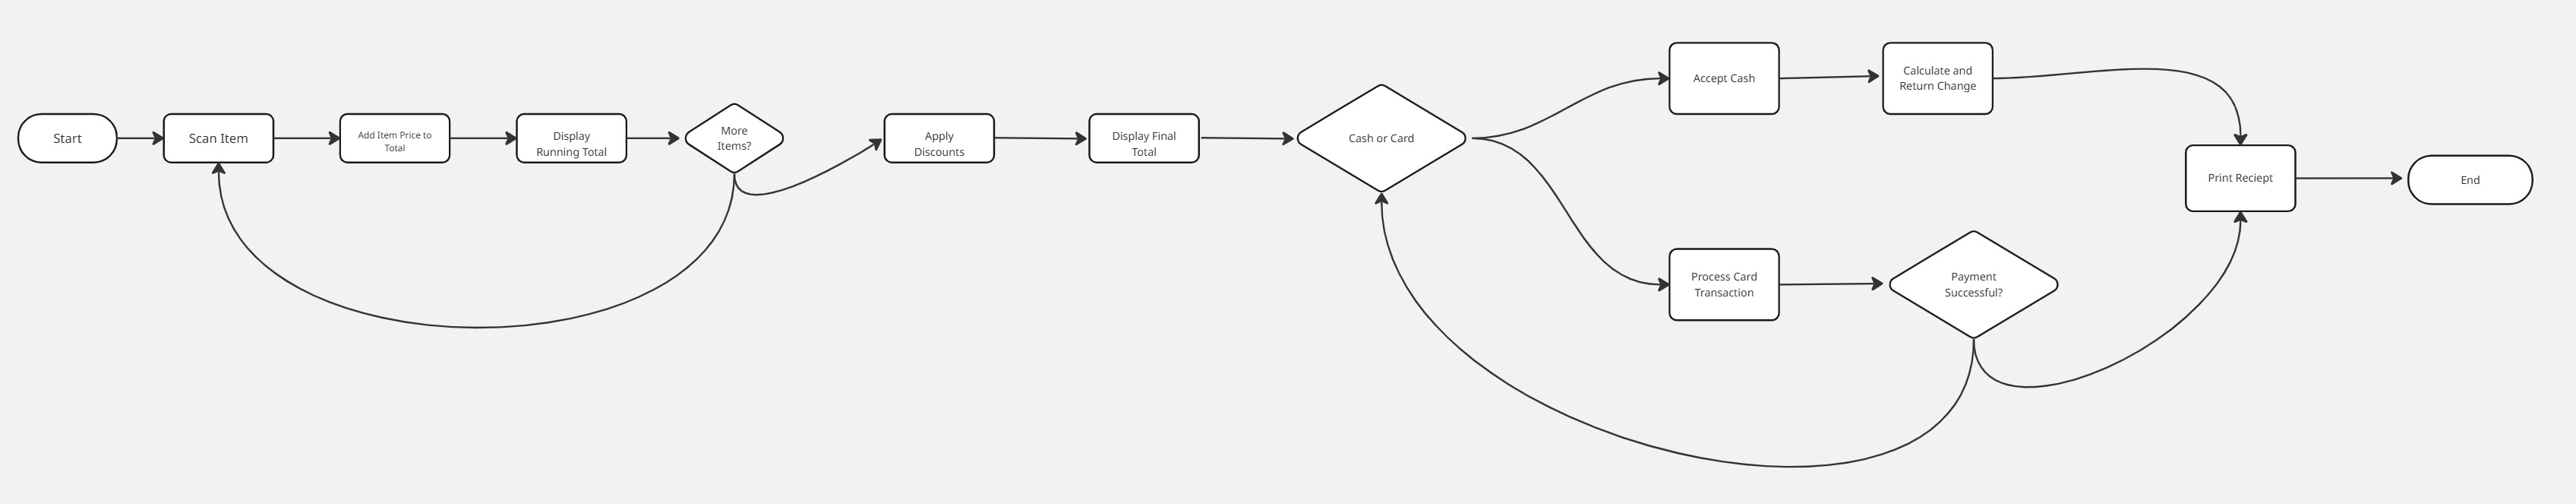 Start
Scan Item
Add Item Price to
Total
Display
Running Total
More
Items?
Apply
Discounts
Display Final
Total
Cash or Card
Accept Cash
Calculate and
Return Change
Process Card
Transaction
Payment
Successful?
Print Reciept
End